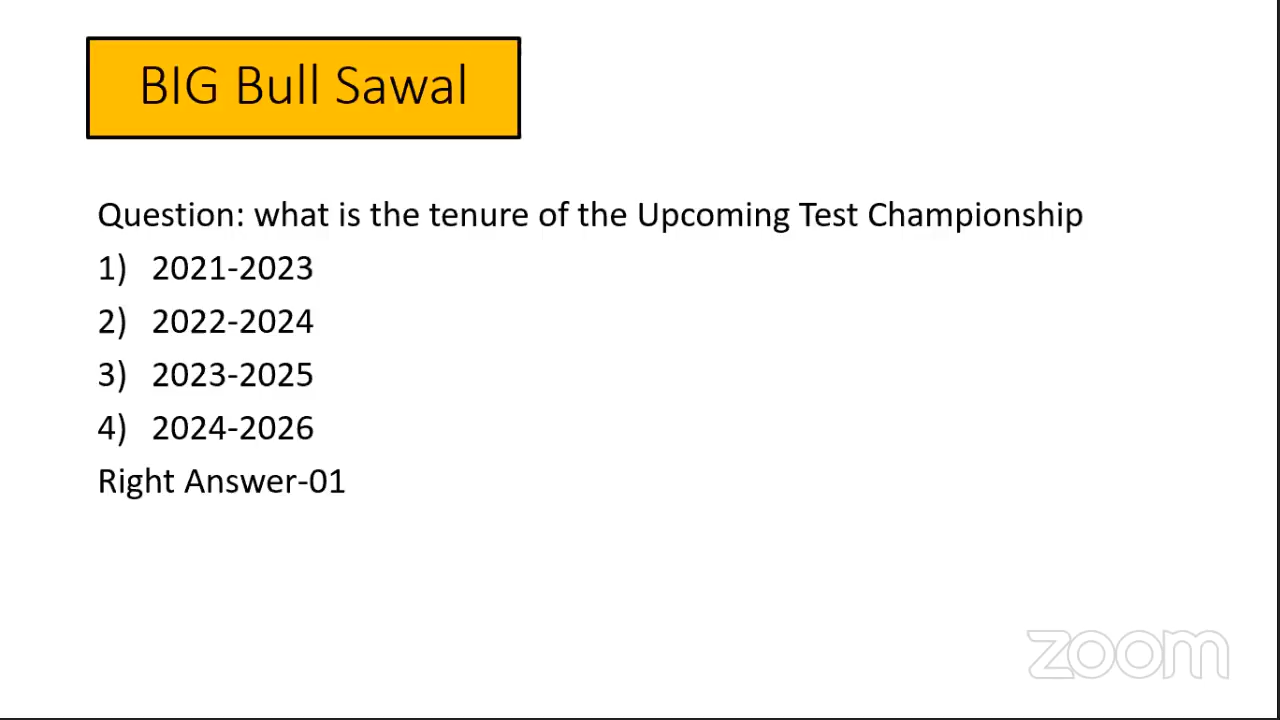 BIG Bull Sawal
Question: what is the tenure of the Upcoming Test Championship
1) 2021-2023
2) 2022-2024
3) 2023-2025
4) 2024-2026
Right Answer-01
zoom